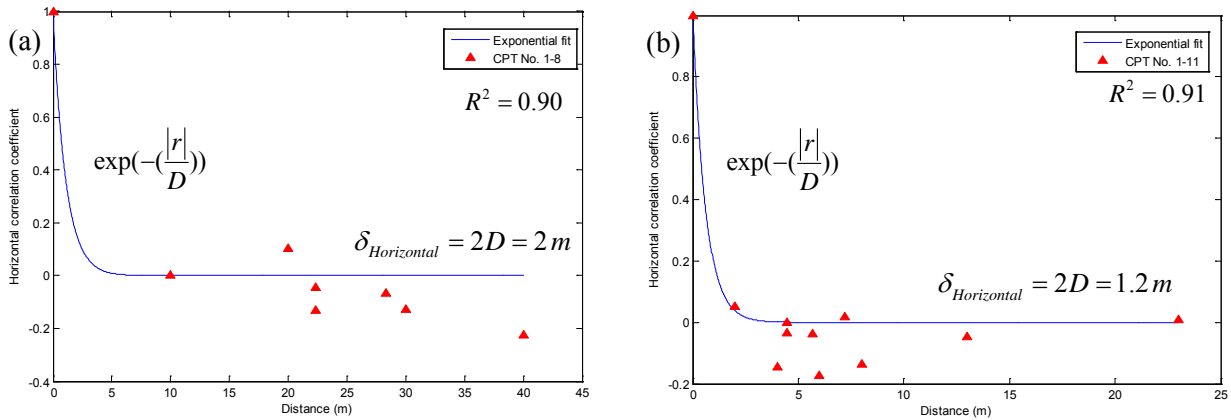 (a)
Exponential fit
CPT No. 1-8
R² = 0.90
exp(−(|r|/D))
δ_Horizontal = 2D = 2 m
Horizontal correlation coefficient
1
0.8
0.6
0.4
0.2
0
-0.2
-0.4
0 5 10 15 20 25 30 35 40 45
Distance (m)
(b)
Exponential fit
CPT No. 1-11
R² = 0.91
exp(−(|r|/D))
δ_Horizontal = 2D = 1.2 m
Horizontal correlation coefficient
0.8
0.6
0.4
0.2
0
-0.2
0 5 10 15 20 25
Distance (m)